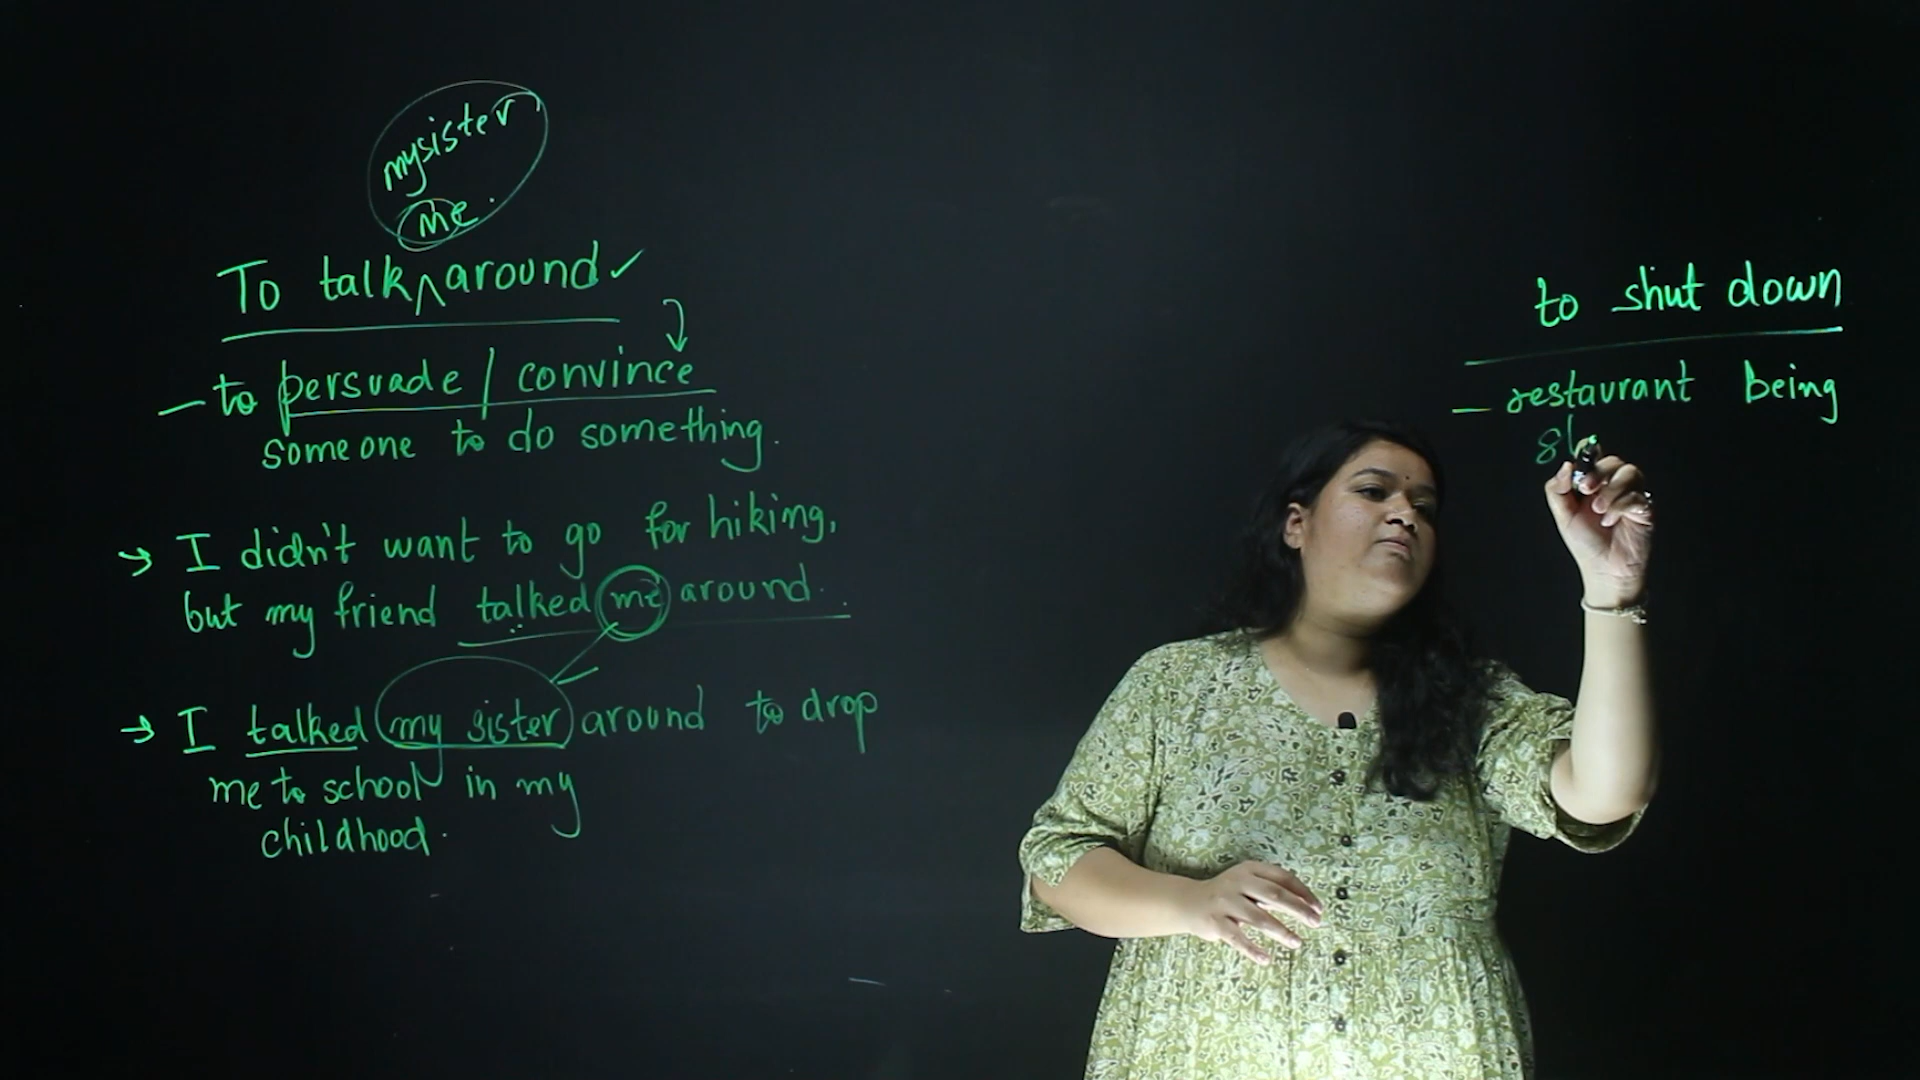 my sister
me.
To talk ^ around ✓
– to persuade / convince
someone to do something.
→ I didn't want to go for hiking,
but my friend talked me around.
→ I talked my sister around to drop
me to school in my
childhood.
to shut down
– restaurant being